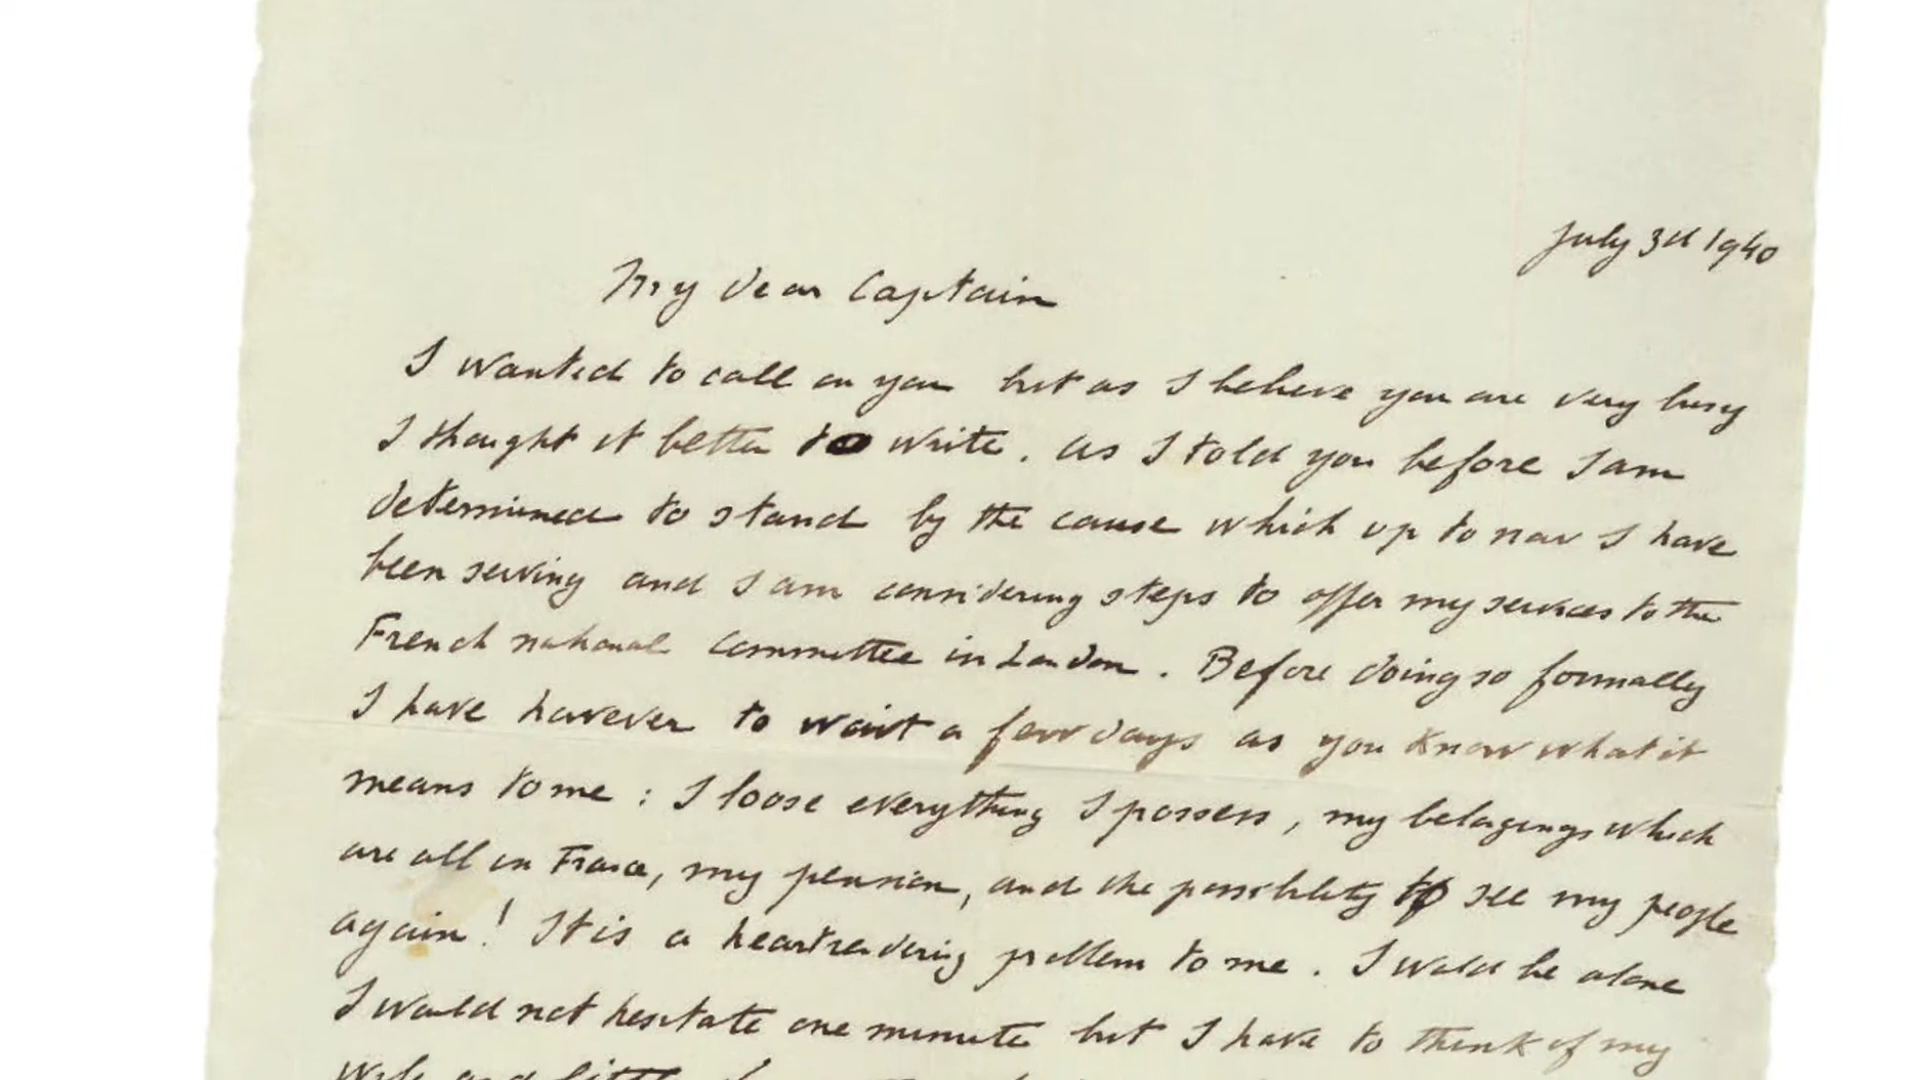 July 3d 1940
My dear Captain
I wanted to call on you but as I believe you are very busy
I thought it better to write. as I told you before I am
determined to stand by the cause which up to now I have
been serving and I am considering steps to offer my services to the
French national committee in London. Before doing so formally
I have however to wait a few days as you know what it
means to me : I loose everything I possess, my belongings which
are all in France, my pension, and the possibility to see my people
again! It is a heartrendering problem to me. I would be alone
I would not hesitate one minute but I have to think of my
wife and little